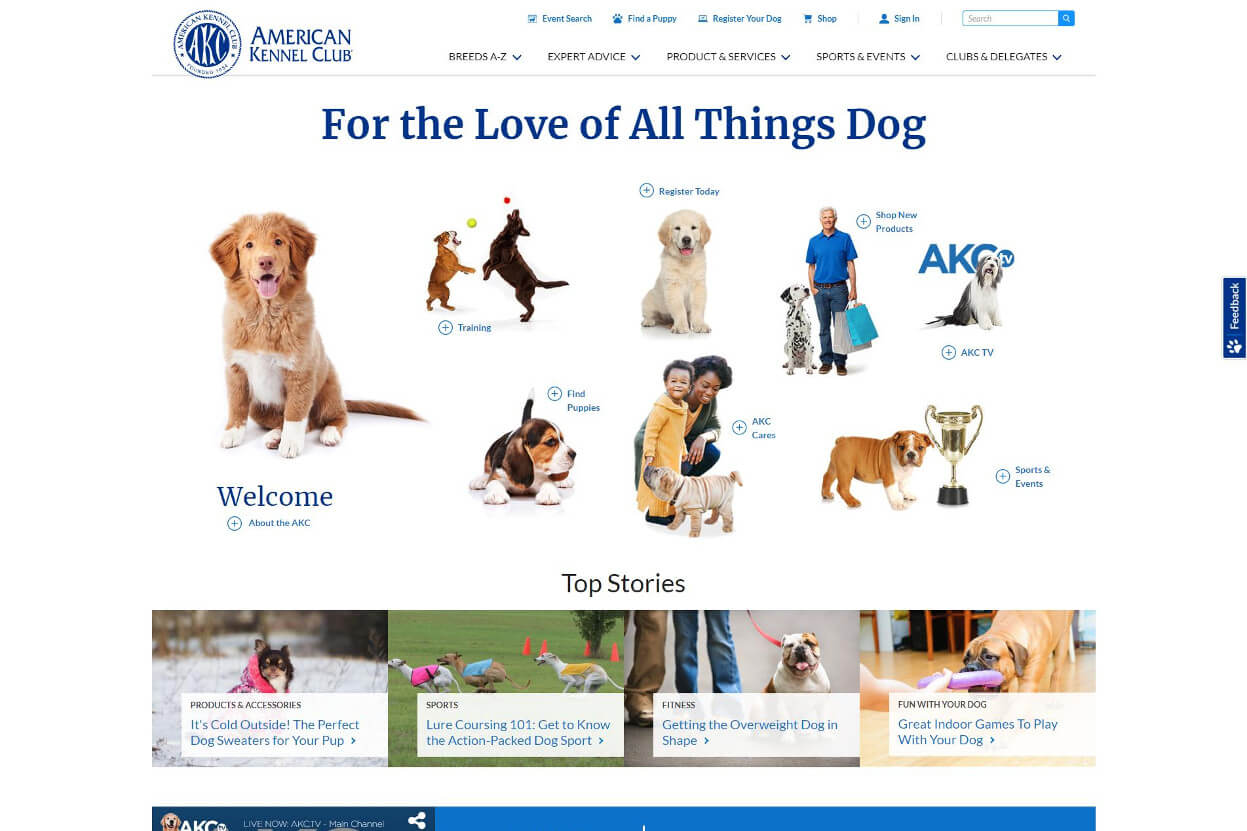 AMERICAN KENNEL CLUB
AKC
FOUNDED 1884
AMERICAN
KENNEL CLUB
Event Search
Find a Puppy
Register Your Dog
Shop
Sign In
Search
BREEDS A-Z
EXPERT ADVICE
PRODUCT & SERVICES
SPORTS & EVENTS
CLUBS & DELEGATES
For the Love of All Things Dog
Register Today
Shop New
Products
AKC tv
Training
AKC TV
Find
Puppies
AKC
Cares
Sports &
Events
Welcome
About the AKC
Feedback
Top Stories
PRODUCTS & ACCESSORIES
It's Cold Outside! The Perfect
Dog Sweaters for Your Pup
SPORTS
Lure Coursing 101: Get to Know
the Action-Packed Dog Sport
FITNESS
Getting the Overweight Dog in
Shape
FUN WITH YOUR DOG
Great Indoor Games To Play
With Your Dog
AKC tv
LIVE NOW: AKC.TV - Main Channel